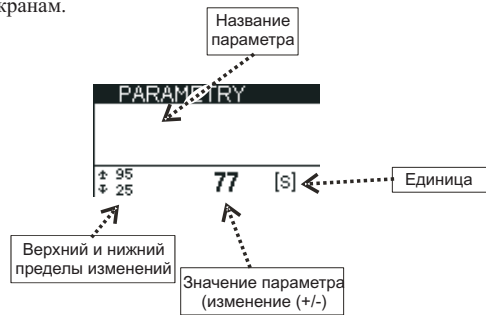 кранам.
Название
параметра
PARAMETRY
95
25
77
[s]
Единица
Верхний и нижний
пределы изменений
Значение параметра
(изменение (+/-)